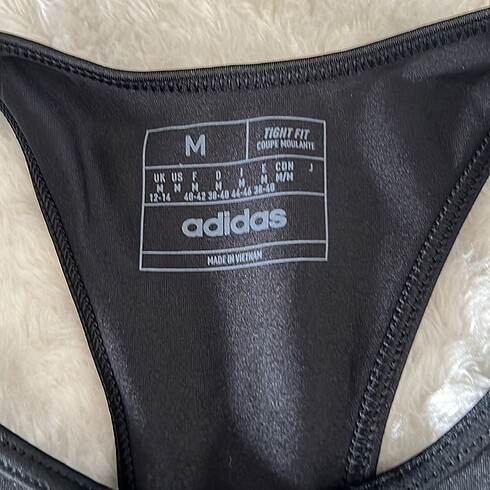 M
TIGHT FIT
COUPE MOULANTE
UK US F D I E CDN J
M M M M M M M/M
12-14 40-42 38-40 44-46 38-40
adidas
MADE IN VIETNAM